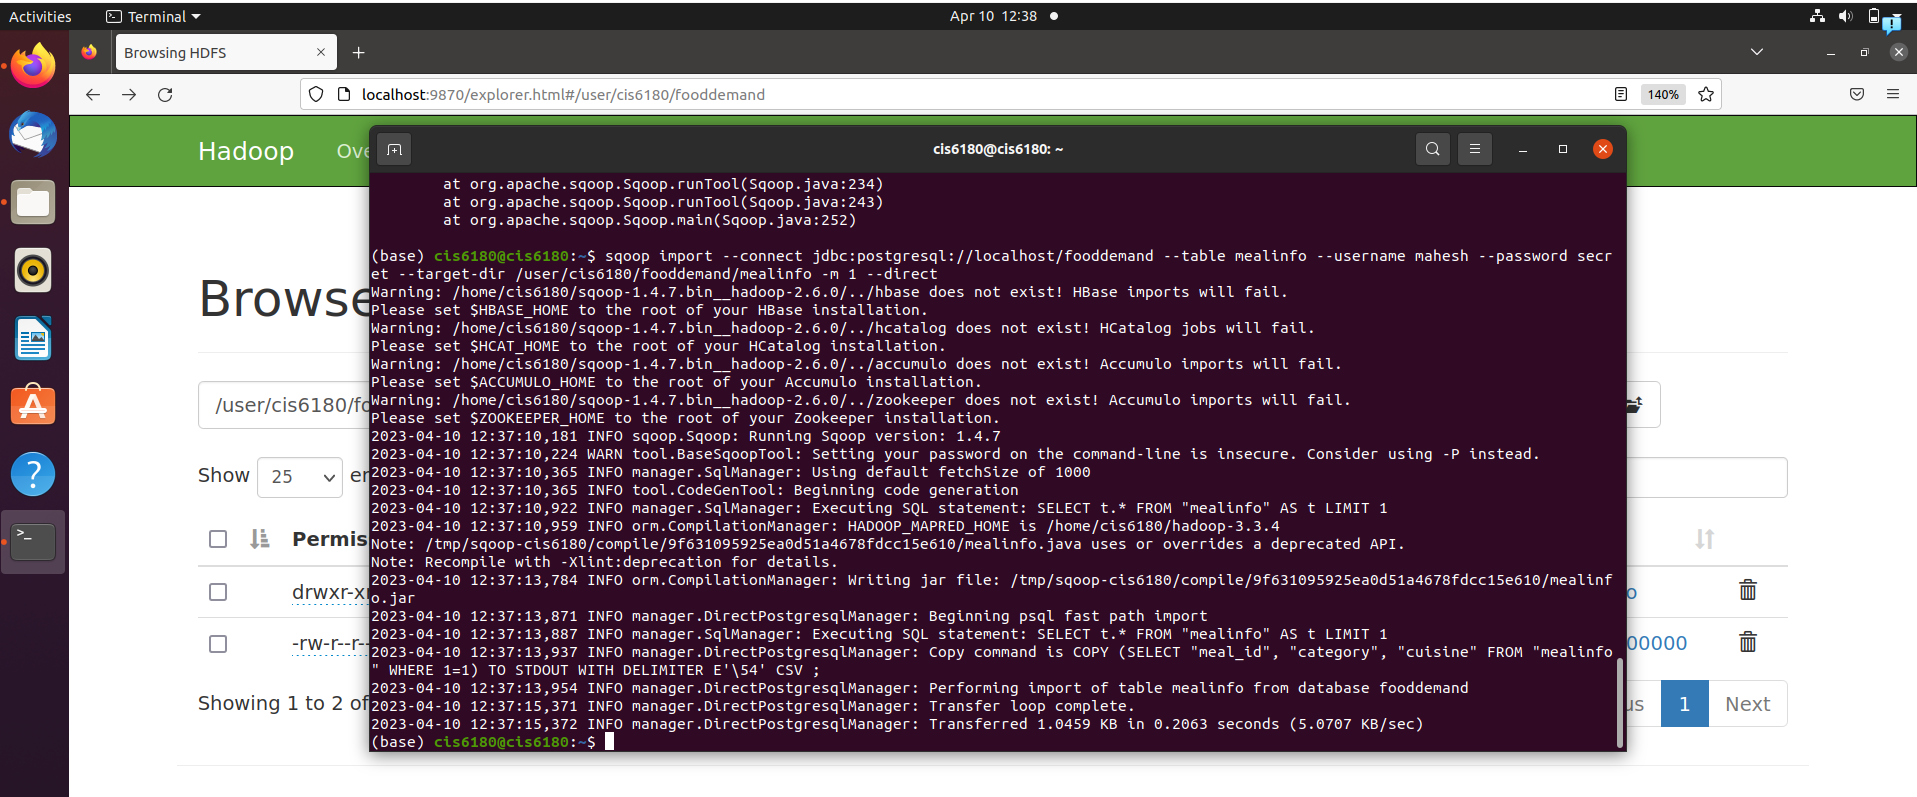 Activities
Terminal
Apr 10 12:38
Browsing HDFS
localhost:9870/explorer.html#/user/cis6180/fooddemand
140%
Hadoop
cis6180@cis6180: ~
at org.apache.sqoop.Sqoop.runTool(Sqoop.java:234)
at org.apache.sqoop.Sqoop.runTool(Sqoop.java:243)
at org.apache.sqoop.Sqoop.main(Sqoop.java:252)
(base) cis6180@cis6180:~$ sqoop import --connect jdbc:postgresql://localhost/fooddemand --table mealinfo --username mahesh --password secr
et --target-dir /user/cis6180/fooddemand/mealinfo -m 1 --direct
Warning: /home/cis6180/sqoop-1.4.7.bin__hadoop-2.6.0/../hbase does not exist! HBase imports will fail.
Please set $HBASE_HOME to the root of your HBase installation.
Warning: /home/cis6180/sqoop-1.4.7.bin__hadoop-2.6.0/../hcatalog does not exist! HCatalog jobs will fail.
Please set $HCAT_HOME to the root of your HCatalog installation.
Warning: /home/cis6180/sqoop-1.4.7.bin__hadoop-2.6.0/../accumulo does not exist! Accumulo imports will fail.
Please set $ACCUMULO_HOME to the root of your Accumulo installation.
Warning: /home/cis6180/sqoop-1.4.7.bin__hadoop-2.6.0/../zookeeper does not exist! Accumulo imports will fail.
Please set $ZOOKEEPER_HOME to the root of your Zookeeper installation.
2023-04-10 12:37:10,181 INFO sqoop.Sqoop: Running Sqoop version: 1.4.7
2023-04-10 12:37:10,224 WARN tool.BaseSqoopTool: Setting your password on the command-line is insecure. Consider using -P instead.
2023-04-10 12:37:10,365 INFO manager.SqlManager: Using default fetchSize of 1000
2023-04-10 12:37:10,365 INFO tool.CodeGenTool: Beginning code generation
2023-04-10 12:37:10,922 INFO manager.SqlManager: Executing SQL statement: SELECT t.* FROM "mealinfo" AS t LIMIT 1
2023-04-10 12:37:10,959 INFO orm.CompilationManager: HADOOP_MAPRED_HOME is /home/cis6180/hadoop-3.3.4
Note: /tmp/sqoop-cis6180/compile/9f631095925ea0d51a4678fdcc15e610/mealinfo.java uses or overrides a deprecated API.
Note: Recompile with -Xlint:deprecation for details.
2023-04-10 12:37:13,784 INFO orm.CompilationManager: Writing jar file: /tmp/sqoop-cis6180/compile/9f631095925ea0d51a4678fdcc15e610/mealinf
o.jar
2023-04-10 12:37:13,871 INFO manager.DirectPostgresqlManager: Beginning psql fast path import
2023-04-10 12:37:13,887 INFO manager.SqlManager: Executing SQL statement: SELECT t.* FROM "mealinfo" AS t LIMIT 1
2023-04-10 12:37:13,937 INFO manager.DirectPostgresqlManager: Copy command is COPY (SELECT "meal_id", "category", "cuisine" FROM "mealinfo
" WHERE 1=1) TO STDOUT WITH DELIMITER E'\54' CSV ;
2023-04-10 12:37:13,954 INFO manager.DirectPostgresqlManager: Performing import of table mealinfo from database fooddemand
2023-04-10 12:37:15,371 INFO manager.DirectPostgresqlManager: Transfer loop complete.
2023-04-10 12:37:15,372 INFO manager.DirectPostgresqlManager: Transferred 1.0459 KB in 0.2063 seconds (5.0707 KB/sec)
(base) cis6180@cis6180:~$
Browse
/user/cis6180/fo
Show 25 en
Permis
drwxr-xr
o
-rw-r--r--
00000
Showing 1 to 2 of
us 1 Next